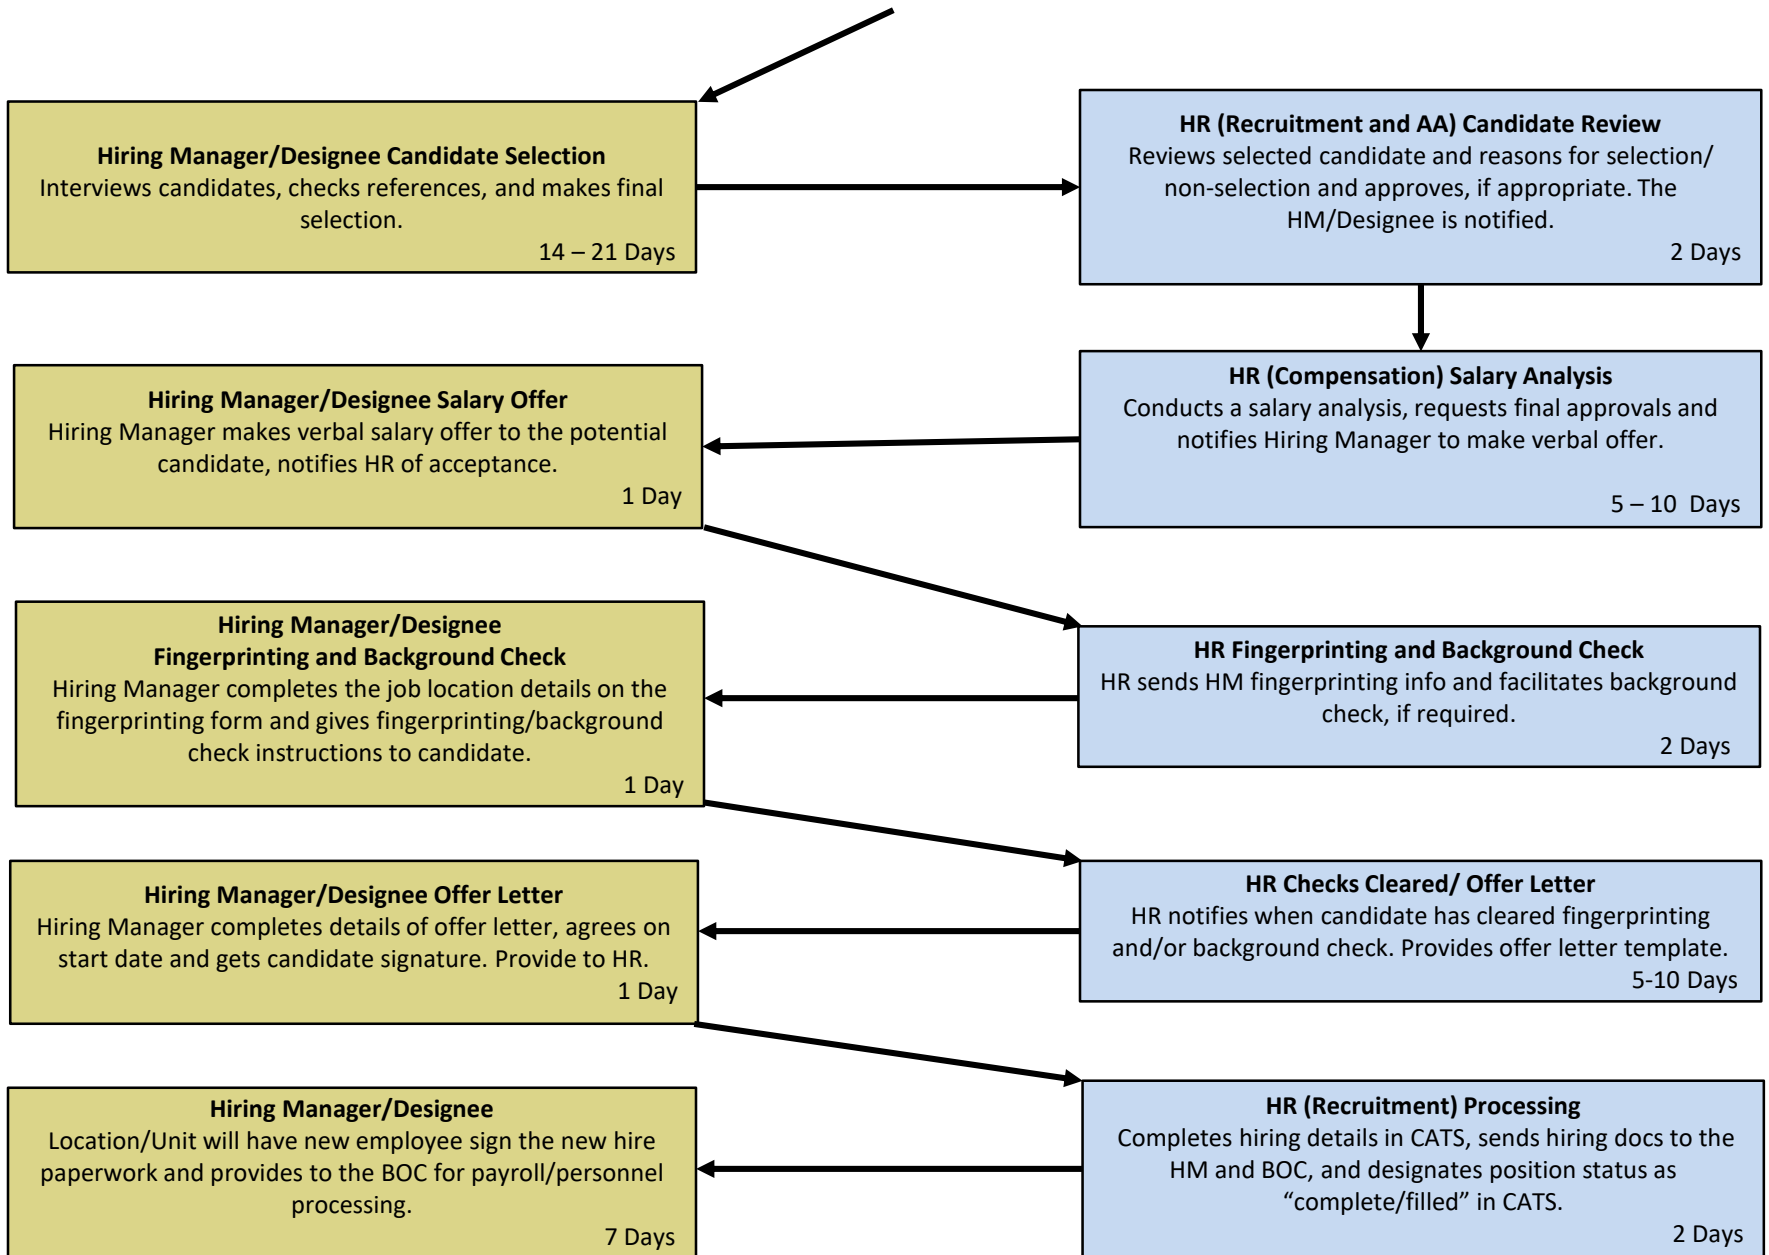 Hiring Manager/Designee Candidate Selection
Interviews candidates, checks references, and makes final
selection.
14 – 21 Days
HR (Recruitment and AA) Candidate Review
Reviews selected candidate and reasons for selection/
non-selection and approves, if appropriate. The
HM/Designee is notified.
2 Days
HR (Compensation) Salary Analysis
Conducts a salary analysis, requests final approvals and
notifies Hiring Manager to make verbal offer.
5 – 10  Days
Hiring Manager/Designee Salary Offer
Hiring Manager makes verbal salary offer to the potential
candidate, notifies HR of acceptance.
1 Day
HR Fingerprinting and Background Check
HR sends HM fingerprinting info and facilitates background
check, if required.
2 Days
Hiring Manager/Designee
Fingerprinting and Background Check
Hiring Manager completes the job location details on the
fingerprinting form and gives fingerprinting/background
check instructions to candidate.
1 Day
HR Checks Cleared/ Offer Letter
HR notifies when candidate has cleared fingerprinting
and/or background check. Provides offer letter template.
5-10 Days
Hiring Manager/Designee Offer Letter
Hiring Manager completes details of offer letter, agrees on
start date and gets candidate signature. Provide to HR.
1 Day
HR (Recruitment) Processing
Completes hiring details in CATS, sends hiring docs to the
HM and BOC, and designates position status as
“complete/filled” in CATS.
2 Days
Hiring Manager/Designee
Location/Unit will have new employee sign the new hire
paperwork and provides to the BOC for payroll/personnel
processing.
7 Days